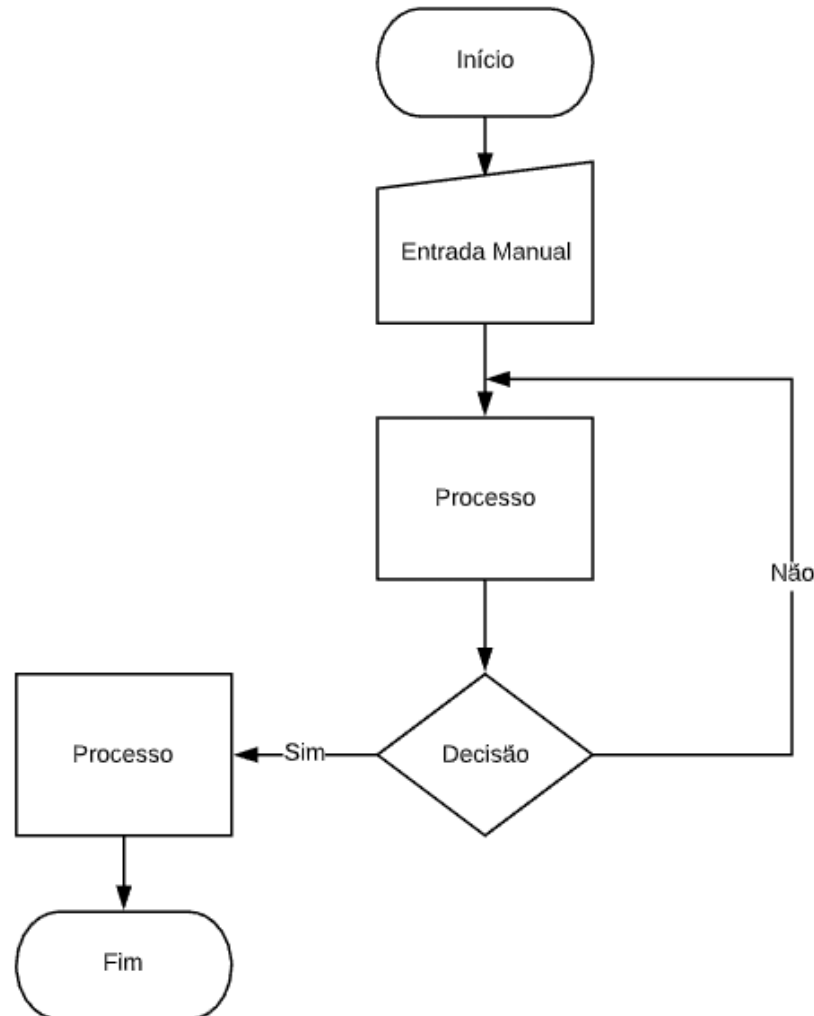 Início
Entrada Manual
Processo
Não
Processo
Sim
Decisão
Fim